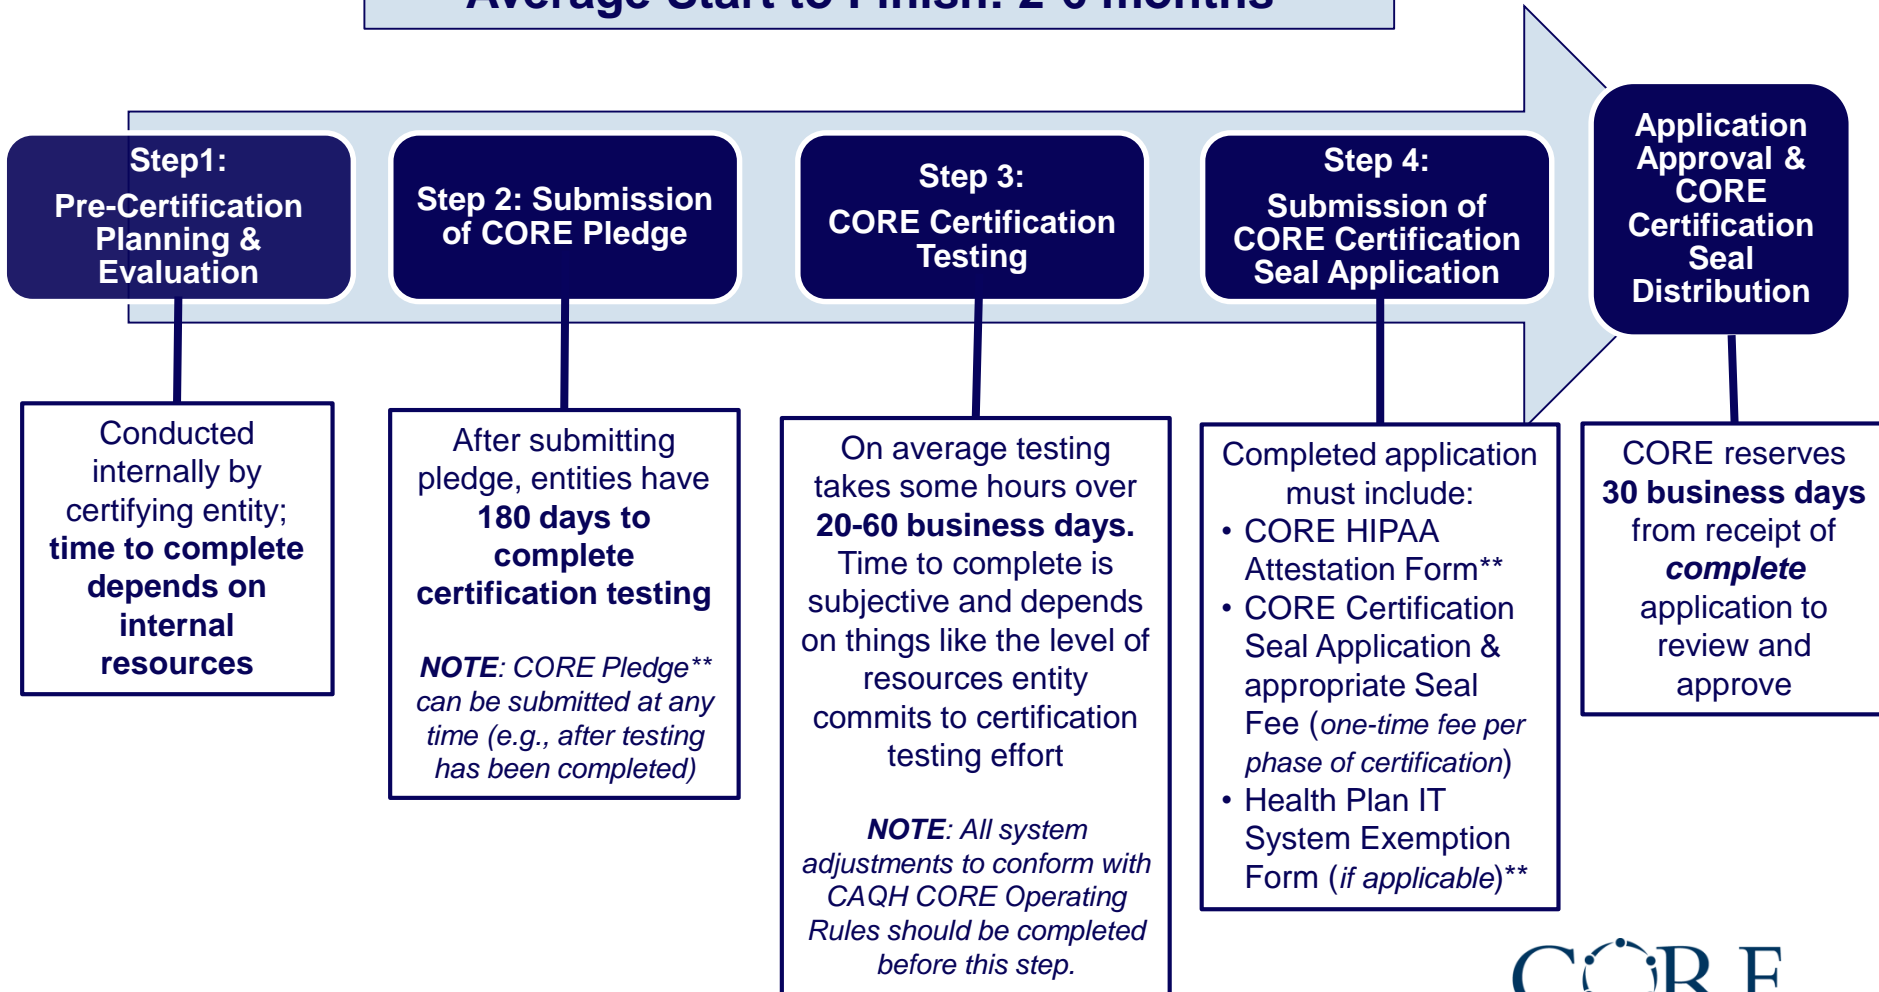 Average Start to Finish: 2-6 months
Step1:
Pre-Certification
Planning &
Evaluation
Step 2: Submission
of CORE Pledge
Step 3:
CORE Certification
Testing
Step 4:
Submission of
CORE Certification
Seal Application
Application
Approval &
CORE
Certification
Seal
Distribution
Conducted
internally by
certifying entity;
time to complete
depends on
internal
resources
After submitting
pledge, entities have
180 days to
complete
certification testing
NOTE: CORE Pledge**
can be submitted at any
time (e.g., after testing
has been completed)
On average testing
takes some hours over
20-60 business days.
Time to complete is
subjective and depends
on things like the level of
resources entity
commits to certification
testing effort
NOTE: All system
adjustments to conform with
CAQH CORE Operating
Rules should be completed
before this step.
Completed application
must include:
• CORE HIPAA
Attestation Form**
• CORE Certification
Seal Application &
appropriate Seal
Fee (one-time fee per
phase of certification)
• Health Plan IT
System Exemption
Form (if applicable)**
CORE reserves
30 business days
from receipt of
complete
application to
review and
approve
CORE